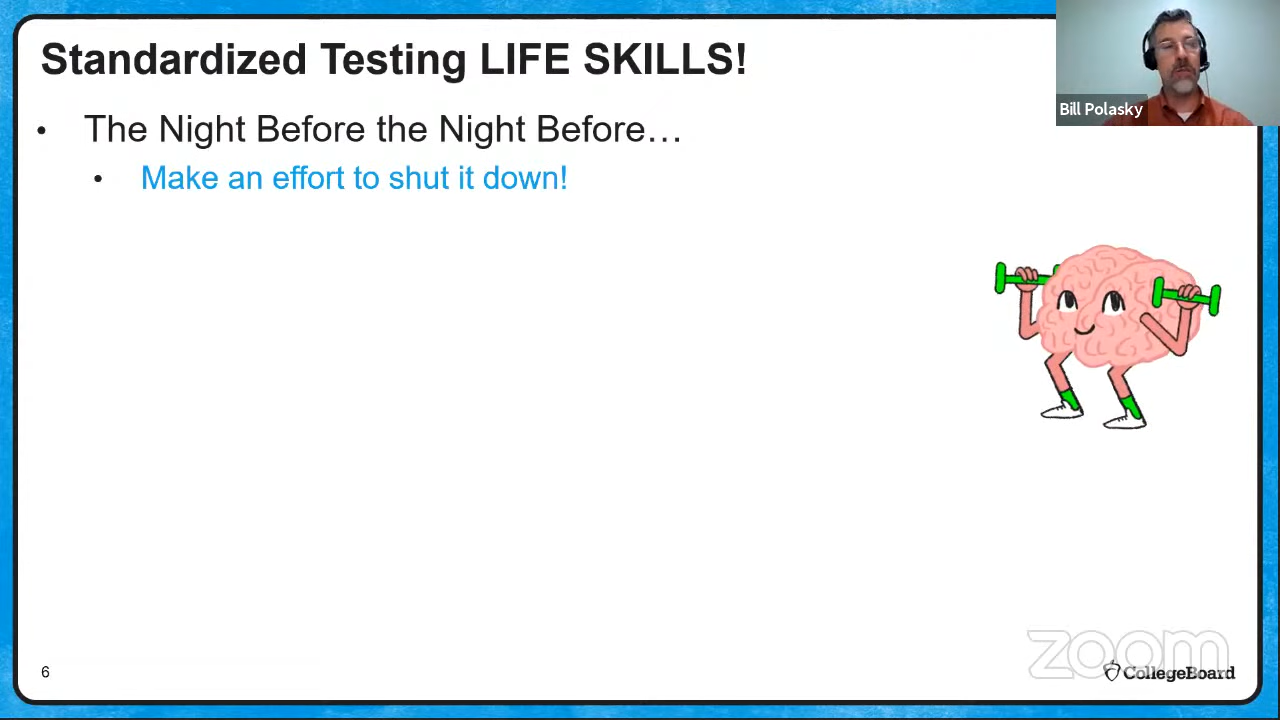 Standardized Testing LIFE SKILLS!
Bill Polasky
• The Night Before the Night Before…
• Make an effort to shut it down!
6
zoom
CollegeBoard